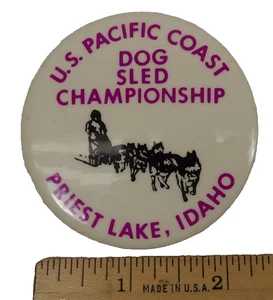 U.S. PACIFIC COAST
DOG
SLED
CHAMPIONSHIP
PRIEST LAKE, IDAHO
1 MADE IN U.S.A. 2